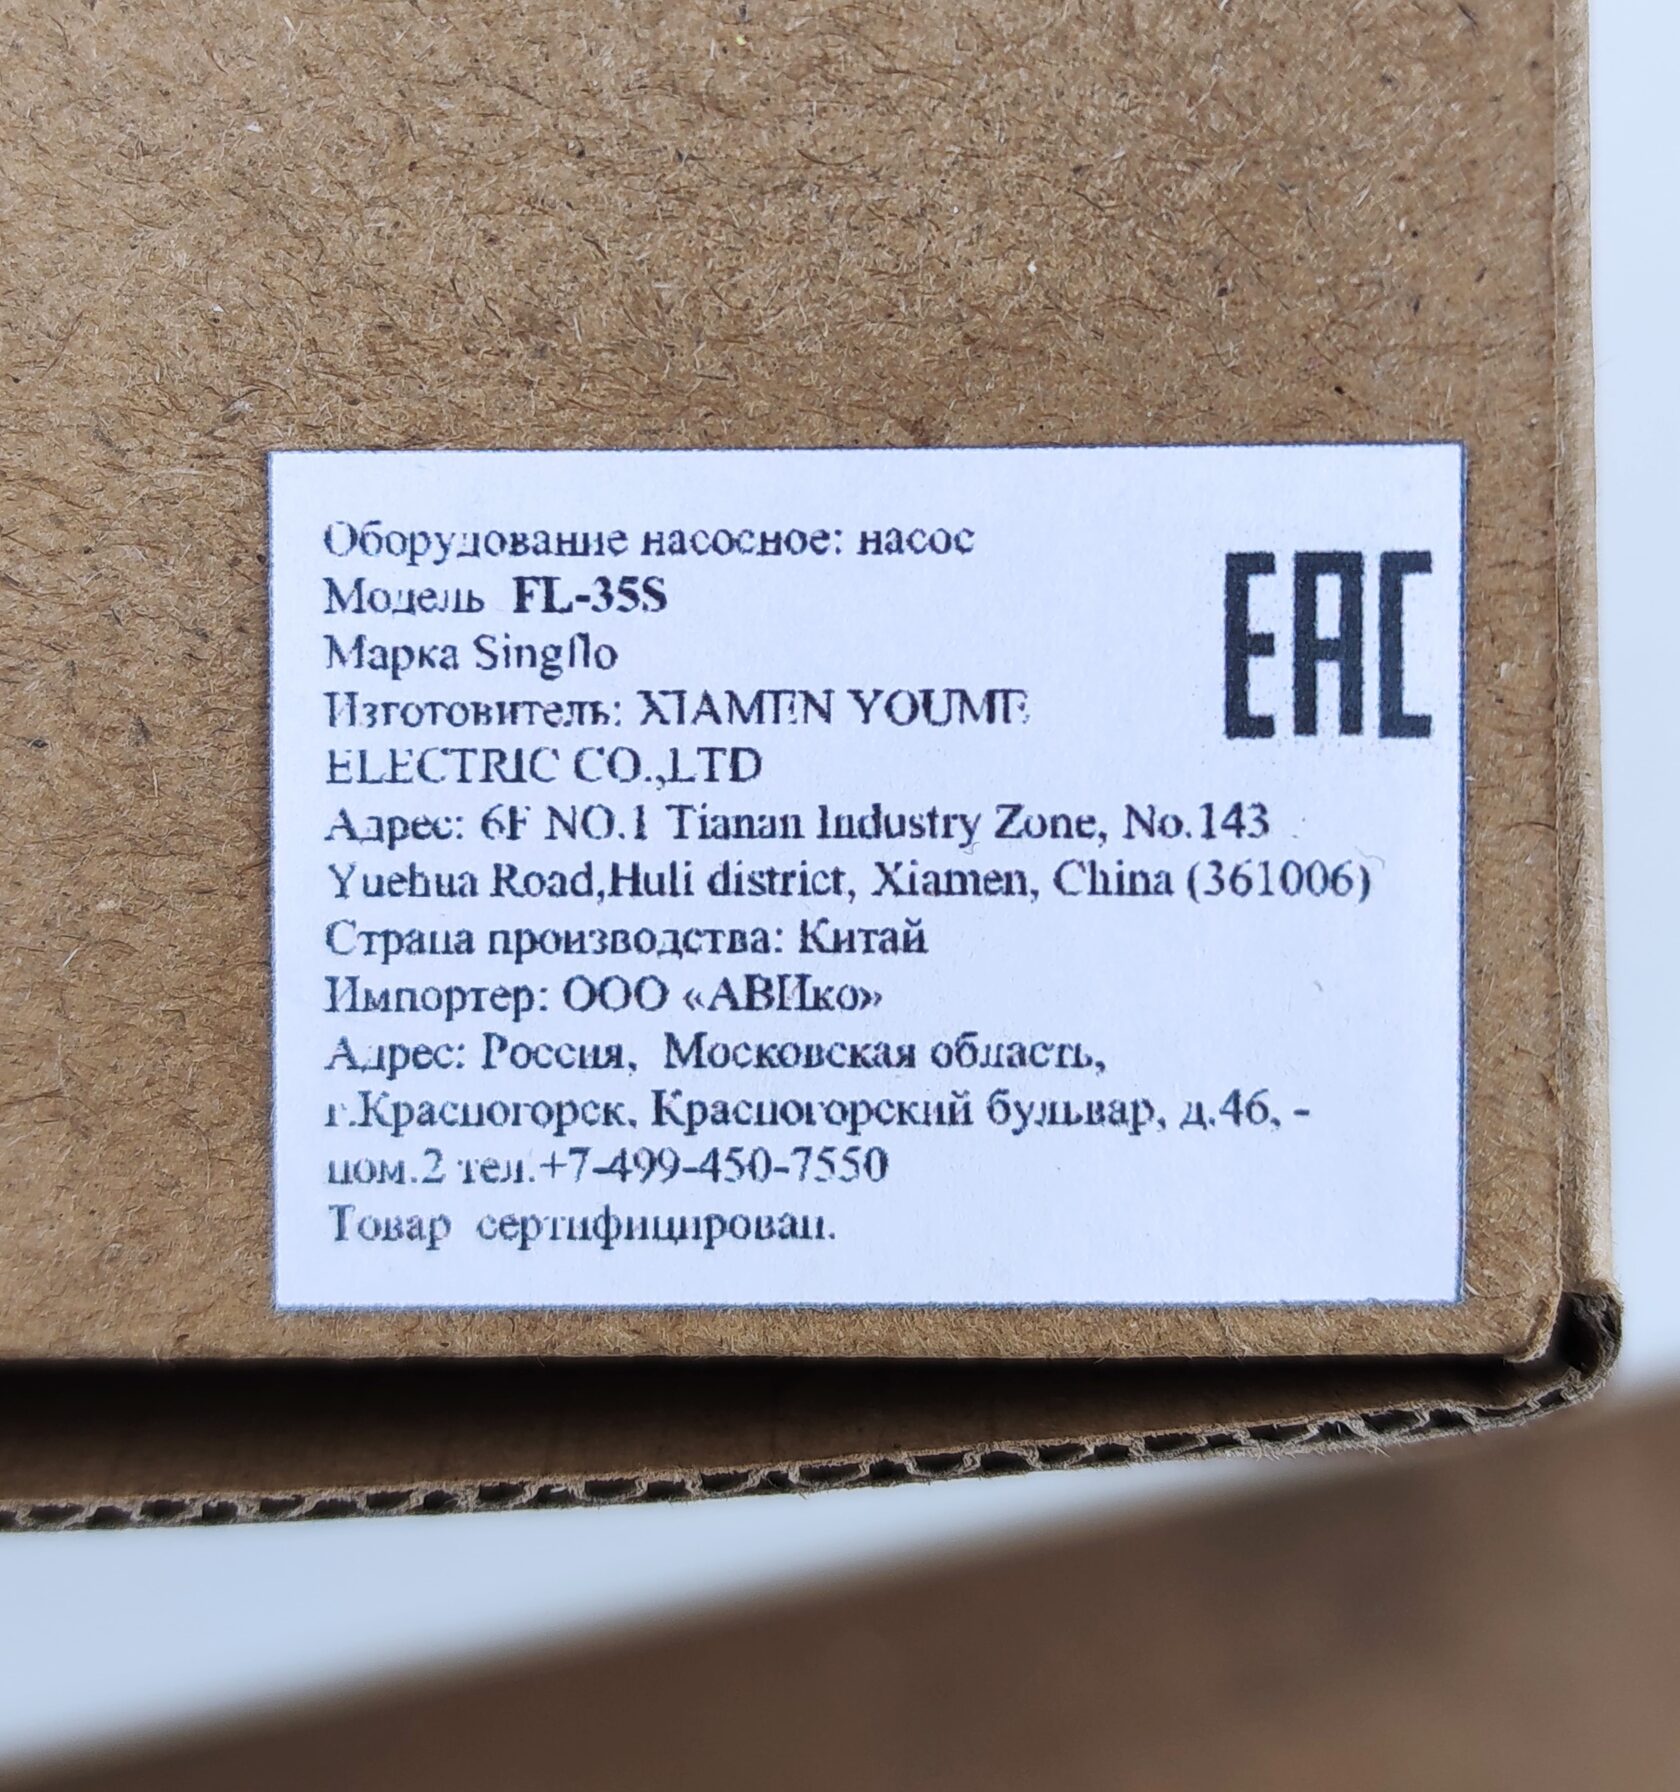 Оборудование насосное: насос
Модель FL-35S
Марка Singflo
Изготовитель: XIAMEN YOUME
ELECTRIC CO.,LTD
Адрес: 6F NO.1 Tianan Industry Zone, No.143
Yuehua Road,Huli district, Xiamen, China (361006)
Страна производства: Китай
Импортер: ООО «АВИко»
Адрес: Россия, Московская область,
г.Красногорск, Красногорский бульвар, д.46, -
пом.2 тел.+7-499-450-7550
Товар сертифицирован.
EAC